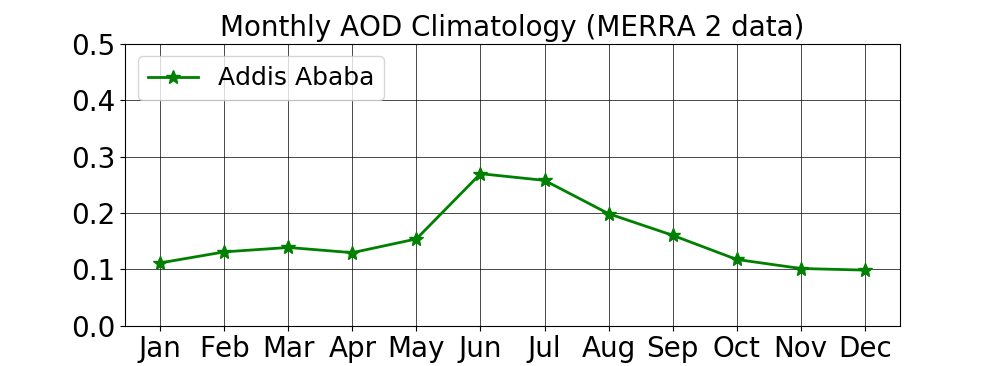 Monthly AOD Climatology (MERRA 2 data)
0.5
Addis Ababa
0.4
0.3
0.2
0.1
0.0
Jan Feb Mar Apr May Jun Jul Aug Sep Oct Nov Dec